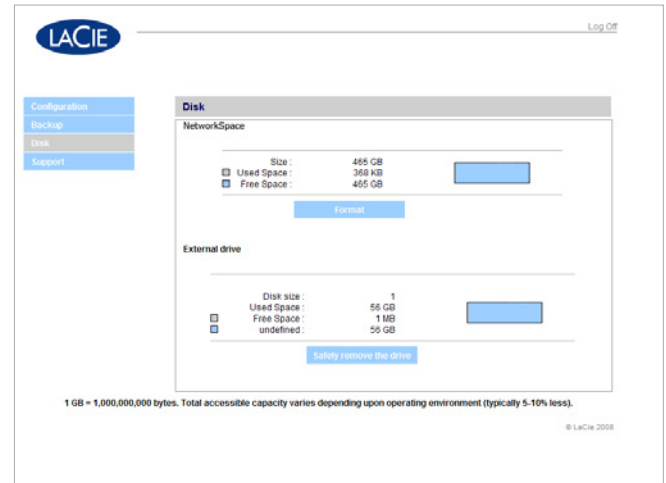 LACIE
Log Off
Configuration
Backup
Disk
Support
Disk
NetworkSpace
Size : 465 GB
Used Space : 368 KB
Free Space : 465 GB
Format
External drive
Disk size : 1
Used Space : 56 GB
Free Space : 1 MB
undefined : 56 GB
Safely remove the drive
1 GB = 1,000,000,000 bytes. Total accessible capacity varies depending upon operating environment (typically 5-10% less).
© LaCie 2008